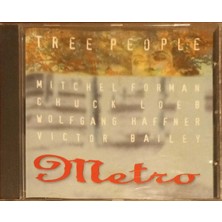 TREE PEOPLE
MITCHEL FORMAN
CHUCK LOEB
WOLFGANG HAFFNER
VICTOR BAILEY
Metro